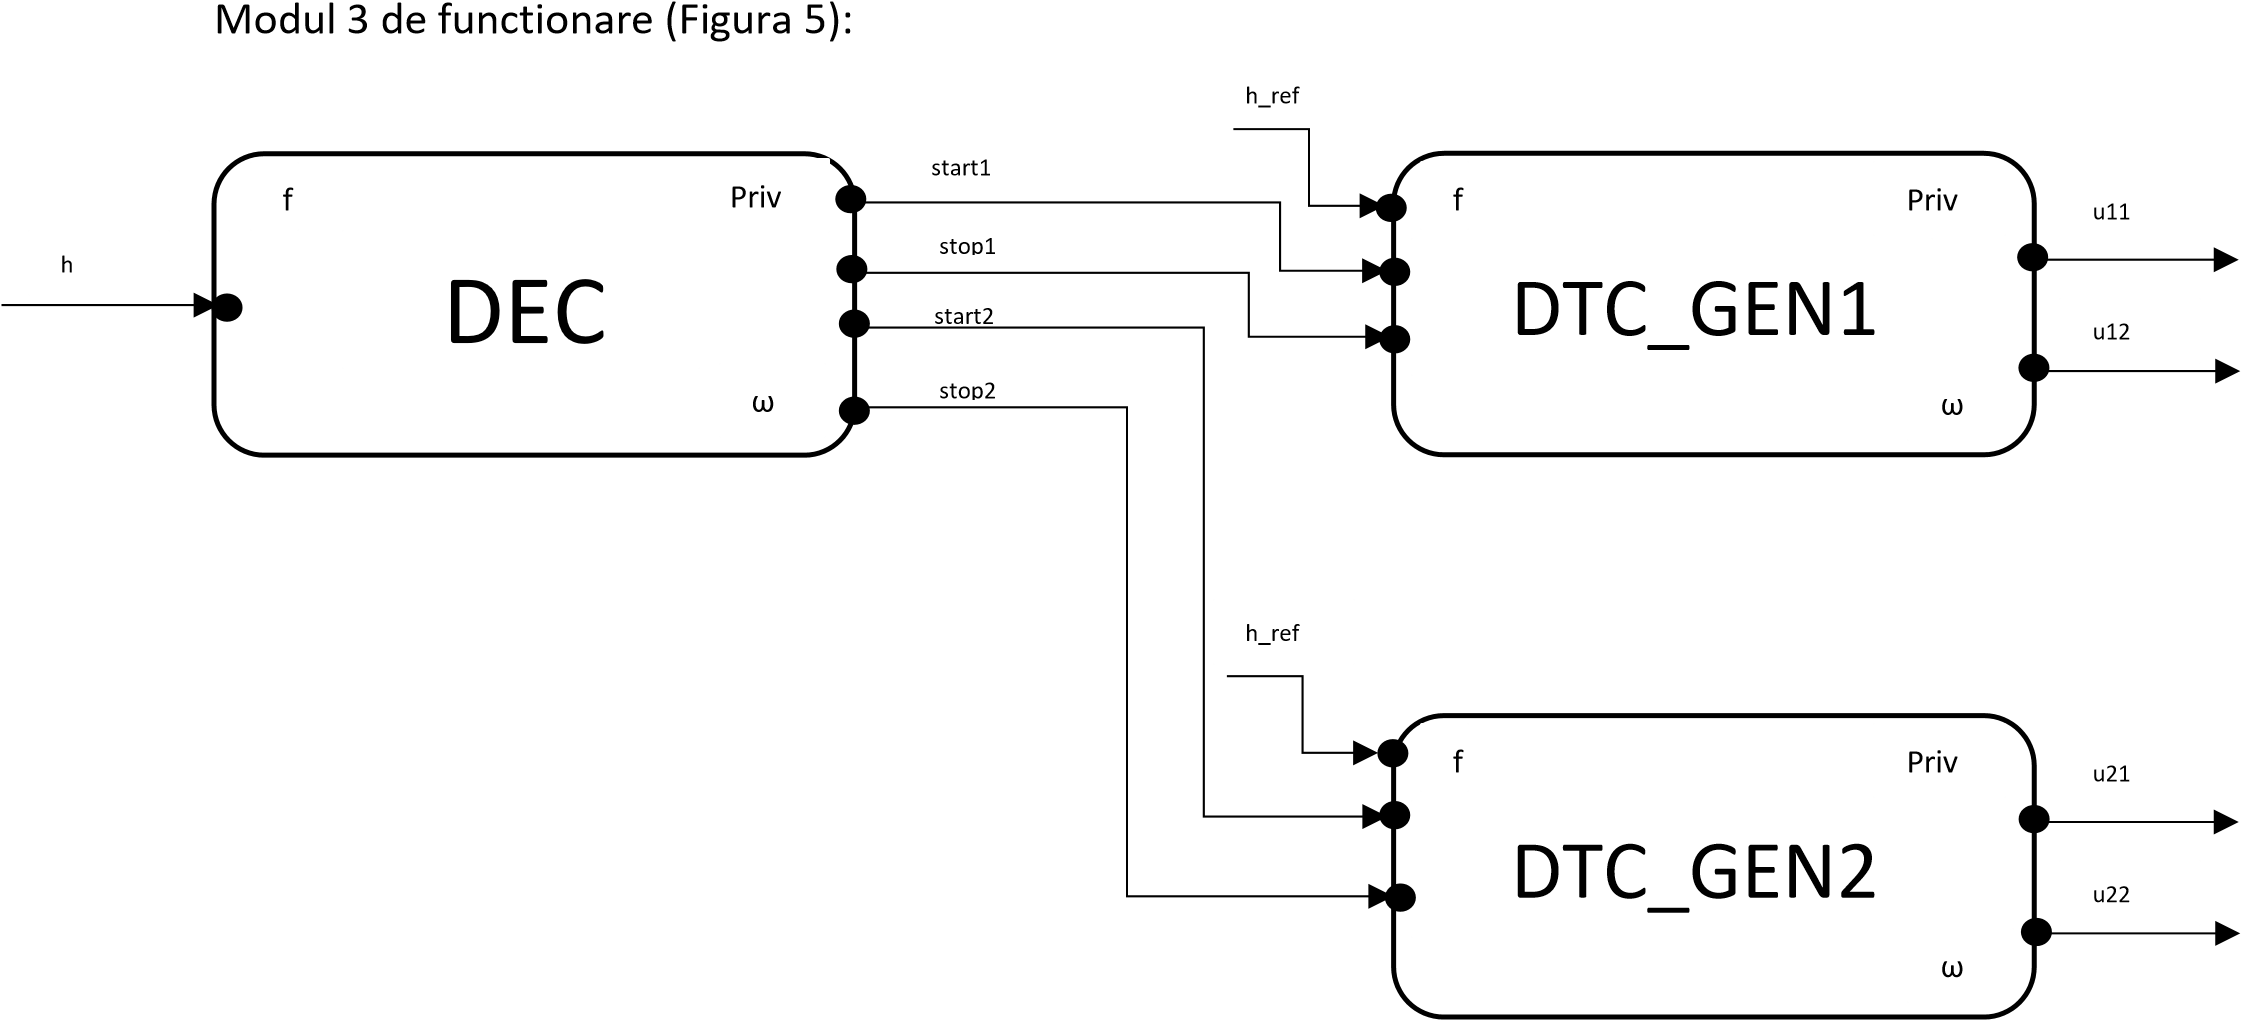 Modul 3 de functionare (Figura 5):
h_ref
start1
f
Priv
f
Priv
u11
stop1
h
DEC
start2
DTC_GEN1
u12
stop2
ω
ω
h_ref
f
Priv
u21
DTC_GEN2
u22
ω